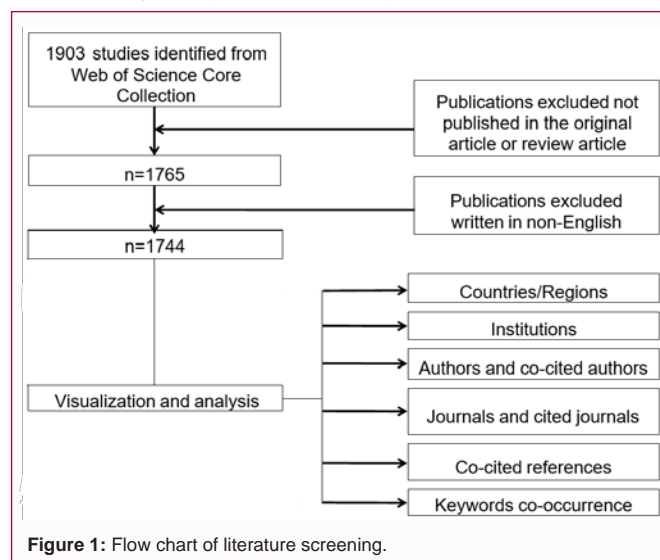 1903 studies identified from
Web of Science Core
Collection
Publications excluded not
published in the original
article or review article
n=1765
Publications excluded
written in non-English
n=1744
Countries/Regions
Institutions
Authors and co-cited authors
Visualization and analysis
Journals and cited journals
Co-cited references
Keywords co-occurrence
Figure 1: Flow chart of literature screening.